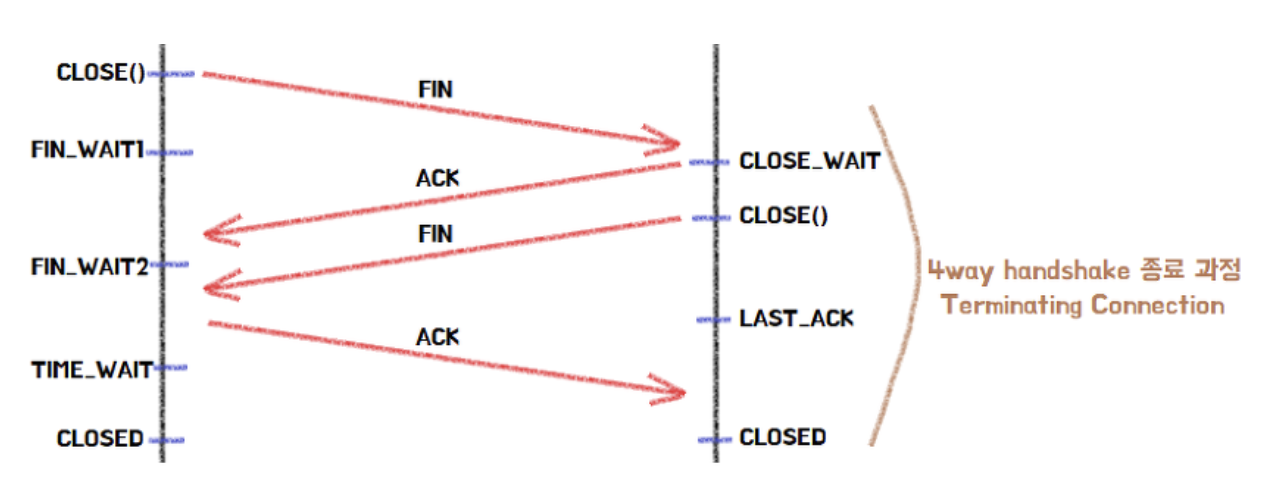 CLOSE()
FIN
FIN_WAIT1
CLOSE_WAIT
ACK
CLOSE()
FIN
FIN_WAIT2
4way handshake 종료 과정
Terminating Connection
LAST_ACK
ACK
TIME_WAIT
CLOSED
CLOSED